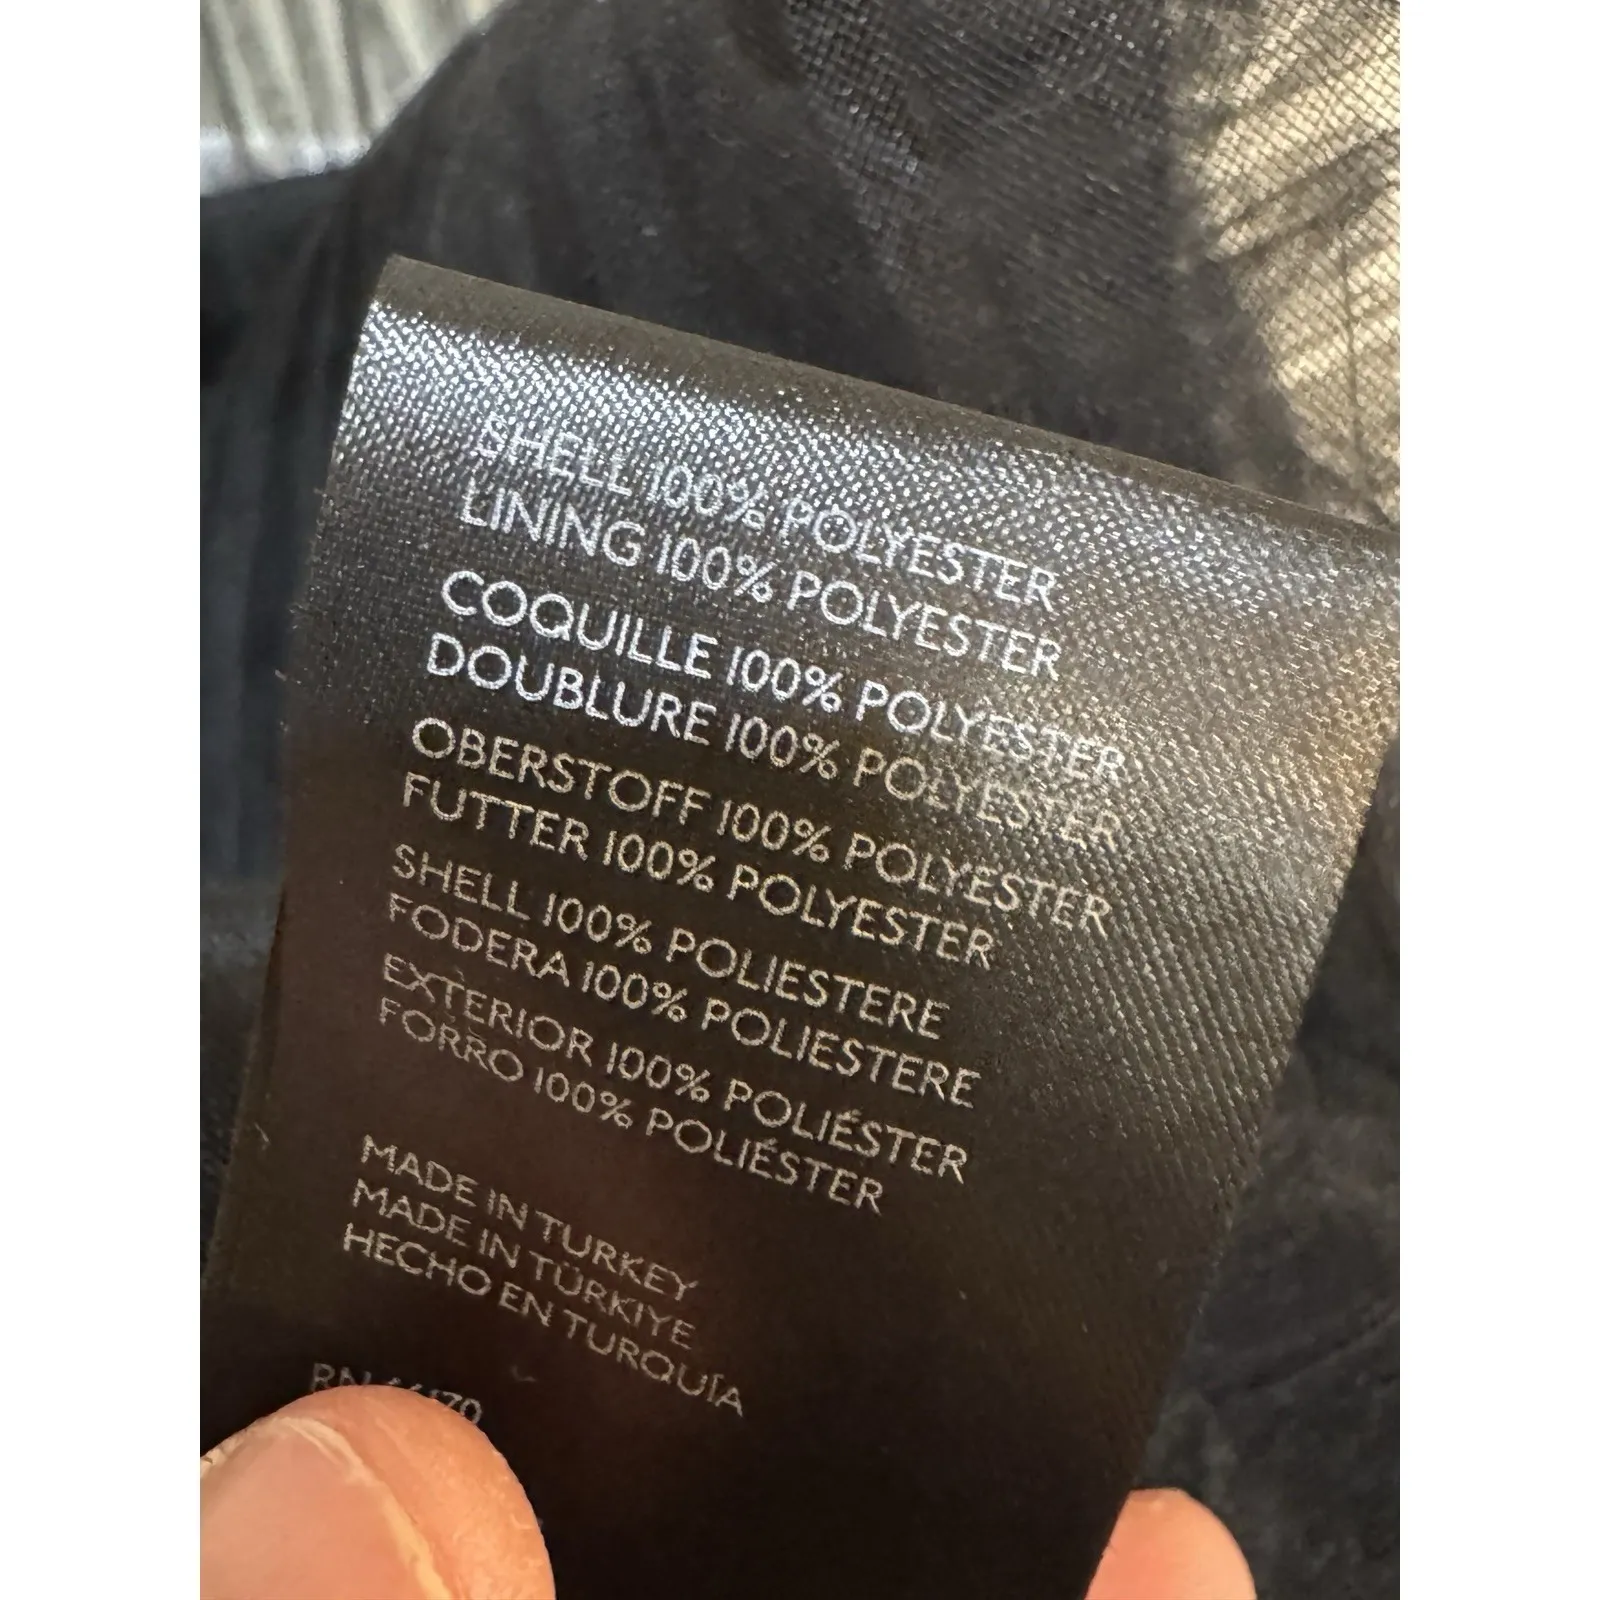 SHELL 100% POLYESTER
LINING 100% POLYESTER
COQUILLE 100% POLYESTER
DOUBLURE 100% POLYESTER
OBERSTOFF 100% POLYESTER
FUTTER 100% POLYESTER
SHELL 100% POLIESTERE
FODERA 100% POLIESTERE
EXTERIOR 100% POLIÉSTER
FORRO 100% POLIÉSTER
MADE IN TURKEY
MADE IN TÜRKIYE
HECHO EN TURQUÍA
RN